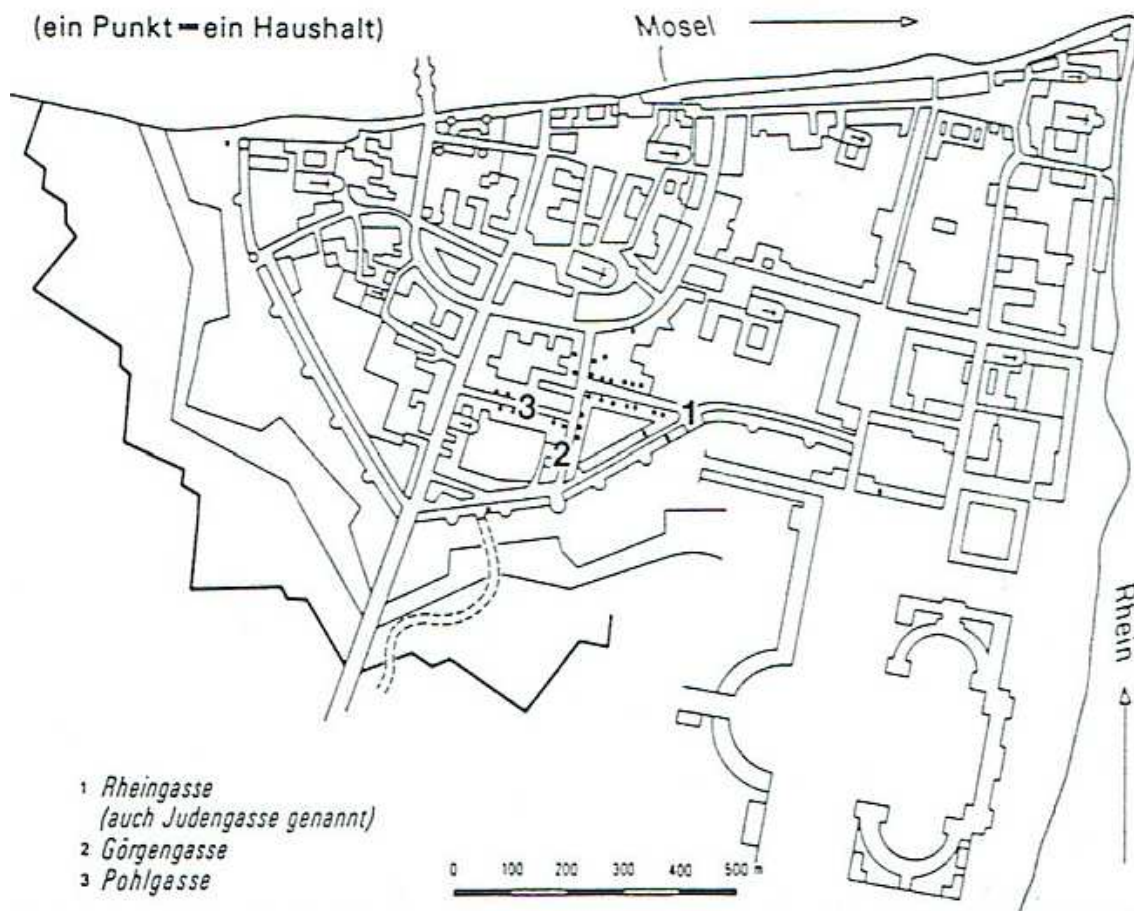 (ein Punkt = ein Haushalt)
Mosel
3
1
2
Rhein
1 Rheingasse
(auch Judengasse genannt)
2 Görgengasse
3 Pohlgasse
0 100 200 300 400 500 m